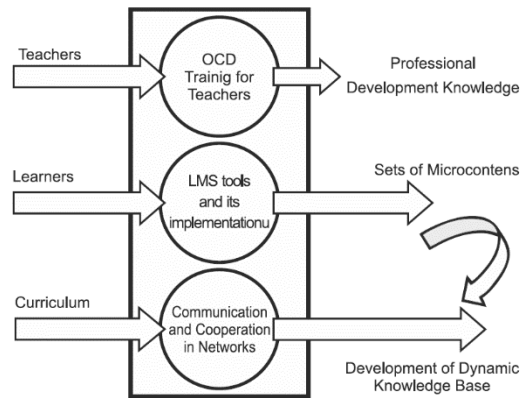 Teachers
OCD
Trainig for
Teachers
Professional
Development Knowledge
Learners
LMS tools
and its
implementationu
Sets of Microcontens
Curriculum
Communication
and Cooperation
in Networks
Development of Dynamic
Knowledge Base